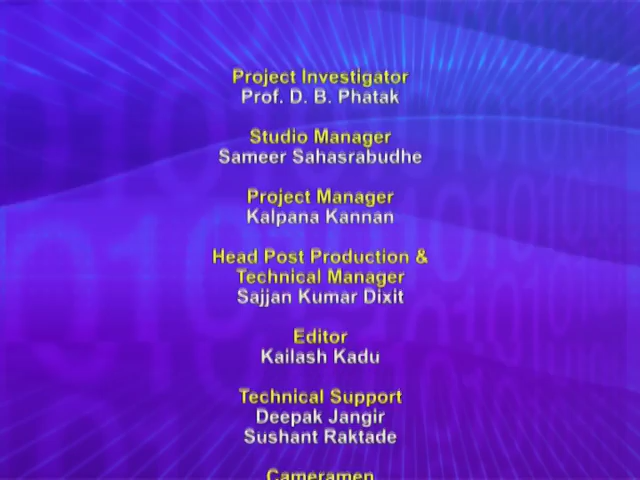 Project Investigator
Prof. D. B. Phatak
Studio Manager
Sameer Sahasrabudhe
Project Manager
Kalpana Kannan
Head Post Production &
Technical Manager
Sajjan Kumar Dixit
Editor
Kailash Kadu
Technical Support
Deepak Jangir
Sushant Raktade
Cameramen